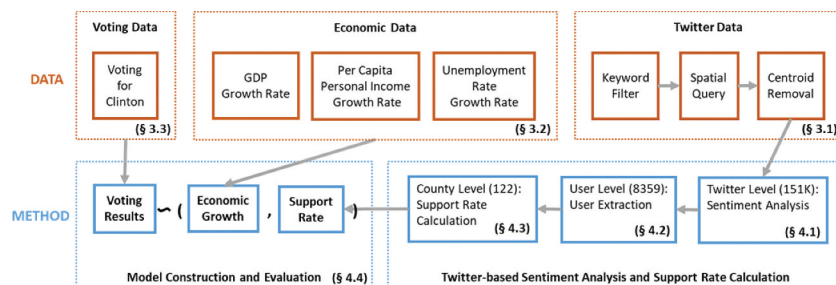 Voting Data
Economic Data
Twitter Data
DATA
Voting
for
Clinton
(§ 3.3)
GDP
Growth Rate
Per Capita
Personal Income
Growth Rate
Unemployment
Rate
Growth Rate
(§ 3.2)
Keyword
Filter
Spatial
Query
Centroid
Removal
(§ 3.1)
METHOD
Voting
Results
~ (
Economic
Growth
,
Support
Rate
)
County Level (122):
Support Rate
Calculation
(§ 4.3)
User Level (8359):
User Extraction
(§ 4.2)
Twitter Level (151K):
Sentiment Analysis
(§ 4.1)
Model Construction and Evaluation (§ 4.4)
Twitter-based Sentiment Analysis and Support Rate Calculation